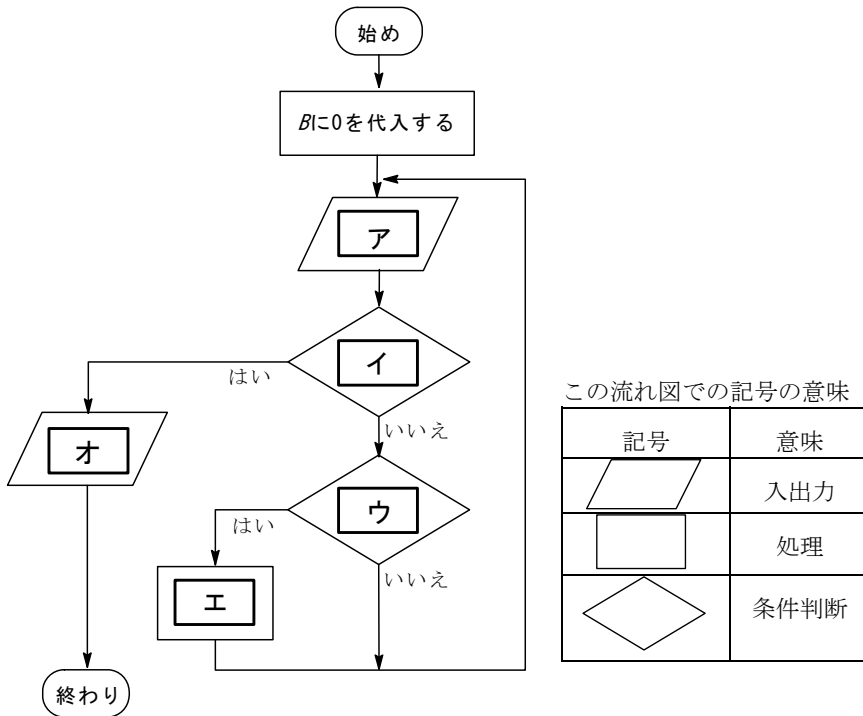 始め
Bに0を代入する
ア
イ
はい
いいえ
オ
ウ
はい
いいえ
エ
終わり
この流れ図での記号の意味
記号 意味
入出力
処理
条件判断